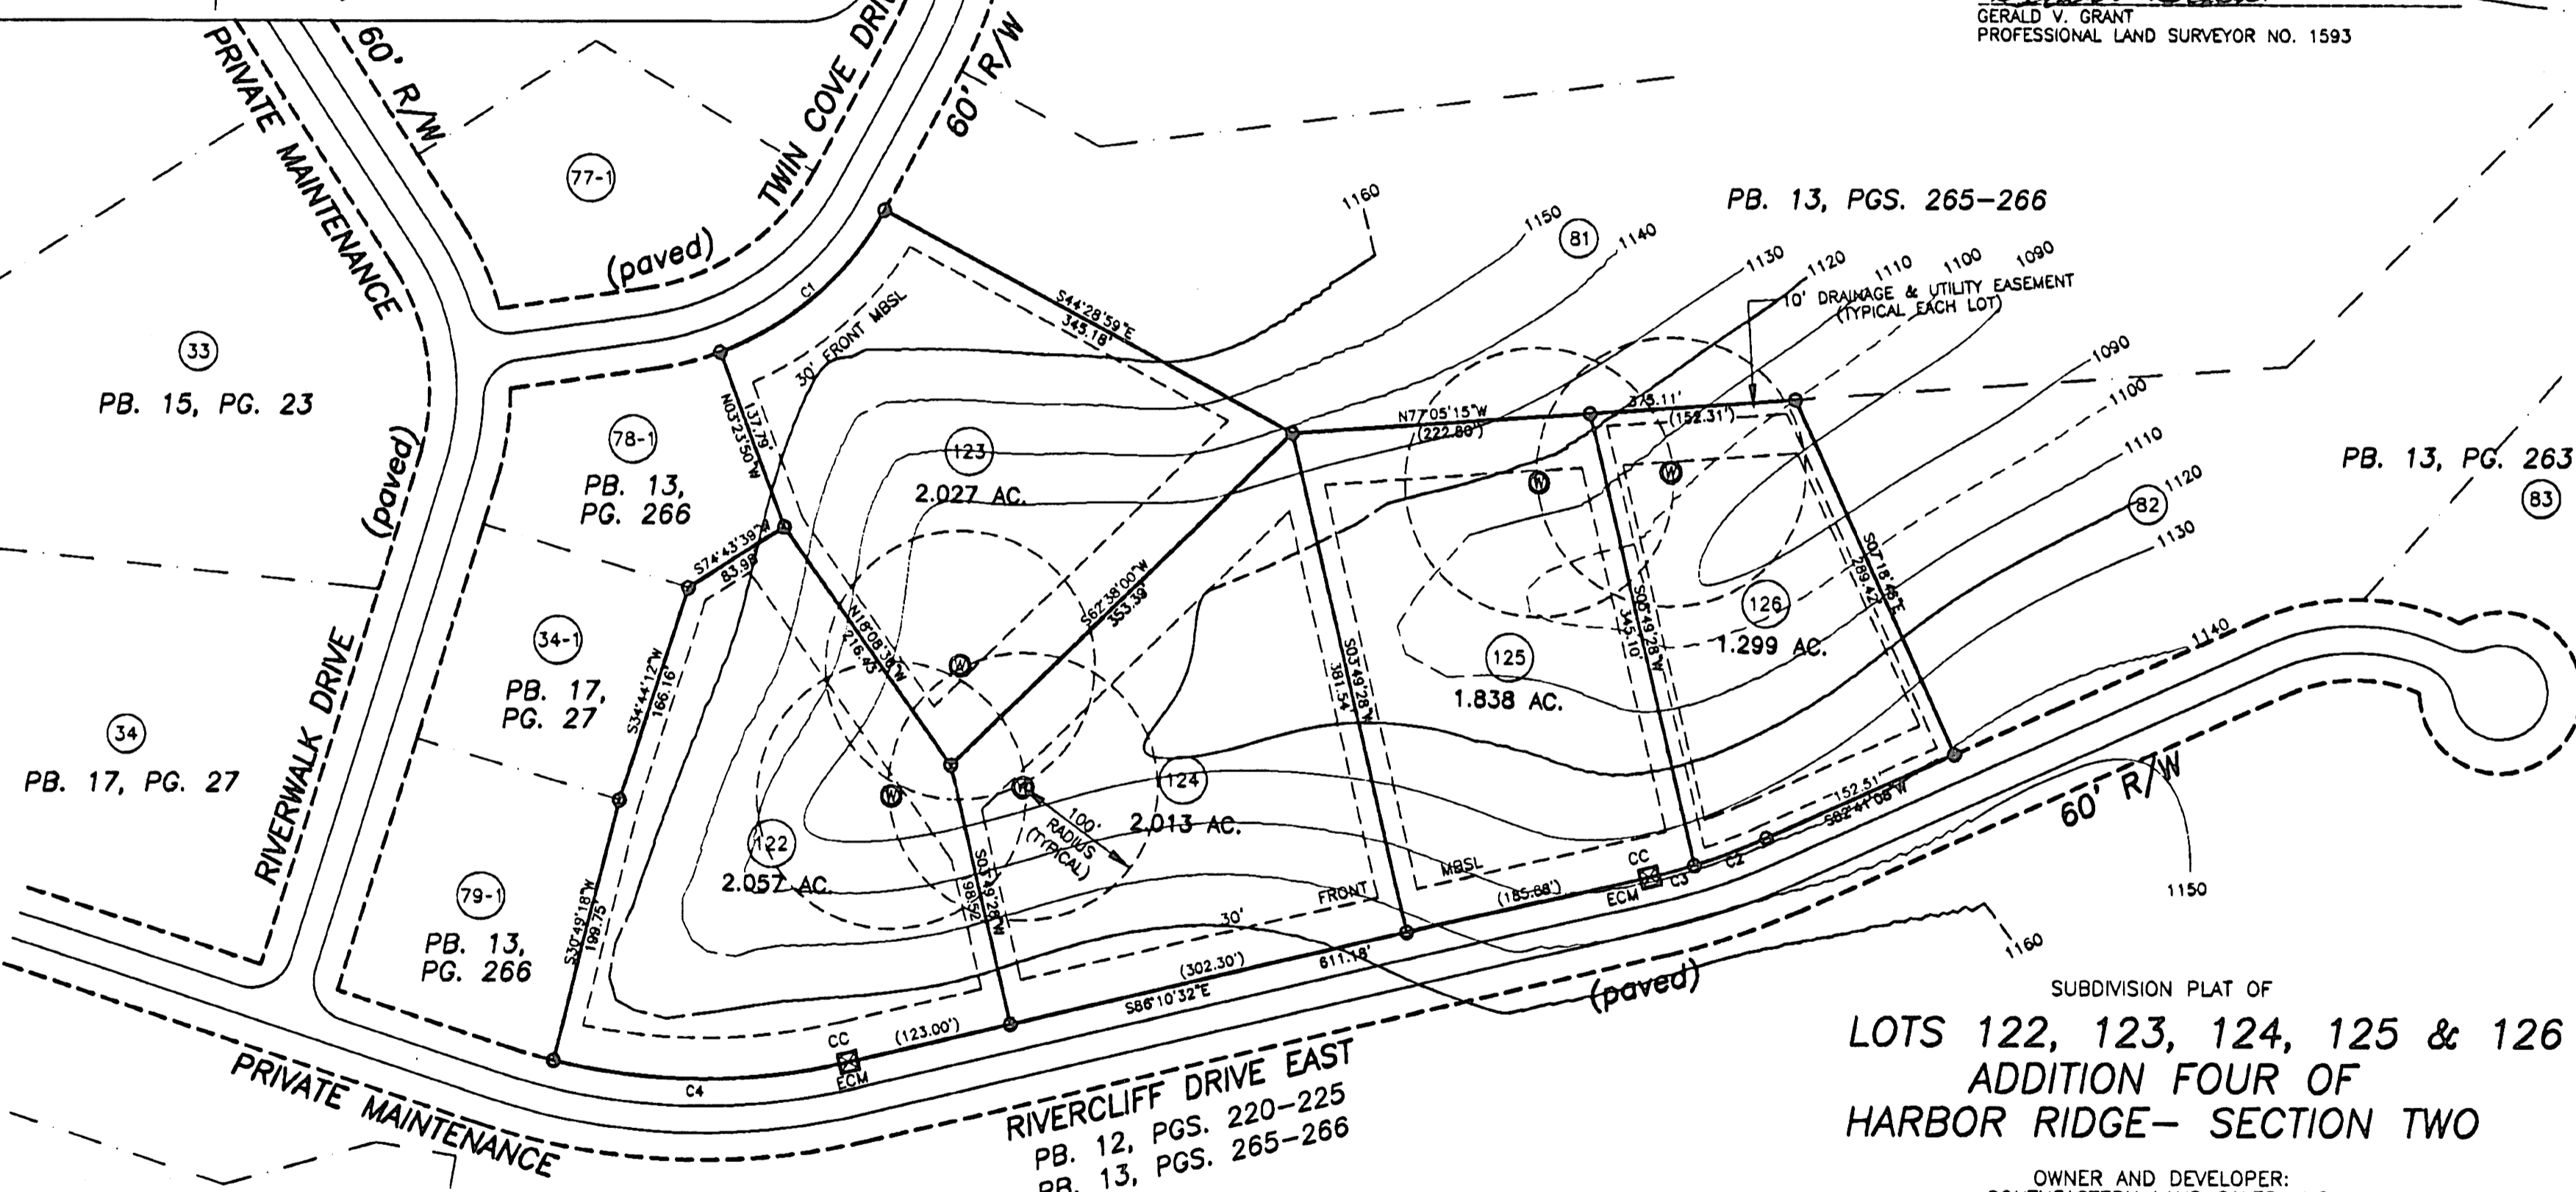 GERALD V. GRANT
PROFESSIONAL LAND SURVEYOR NO. 1593
PRIVATE MAINTENANCE
60' R/W
60' R/W
(paved)
77-1
1160
1150
81
1140
PB. 13, PGS. 265-266
1130
1120
1110
1100
1090
10' DRAINAGE & UTILITY EASEMENT
(TYPICAL EACH LOT)
C1
30' FRONT MBSL
S44°28'59"E
345.18'
33
PB. 15, PG. 23
(paved)
78-1
PB. 13,
PG. 266
N03°23'50"W
137.79'
123
2.027 AC.
N77°05'15"W
(222.80')
375.11'
(152.31')
1090
1100
1110
1120
1130
82
PB. 13, PG. 263
83
W
W
S74°43'39"W
83.98'
N18°08'38"W
S62°38'00"W
353.39'
34-1
PB. 17,
PG. 27
S34°44'12"W
166.16'
34
PB. 17, PG. 27
RIVERWALK DRIVE
W
W
W
S03°49'28"W
381.54'
345.10'
125
1.838 AC.
126
1.299 AC.
S07°18'48"E
289.42'
1140
122
2.057 AC.
124
2.013 AC.
100'
RADIUS
(TYPICAL)
S03°49'28"W
198.52'
79-1
PB. 13,
PG. 266
S30°49'18"W
199.75'
30'
FRONT
MBSL
CC
ECM
C3
C2
152.51'
(185.88')
60' R/W
1150
1160
(302.30')
611.18'
S86°10'32"E
(123.00')
CC
ECM
C4
(paved)
PRIVATE MAINTENANCE
RIVERCLIFF DRIVE EAST
PB. 12, PGS. 220-225
PB. 13, PGS. 265-266
SUBDIVISION PLAT OF
LOTS 122, 123, 124, 125 & 126
ADDITION FOUR OF
HARBOR RIDGE- SECTION TWO
OWNER AND DEVELOPER: